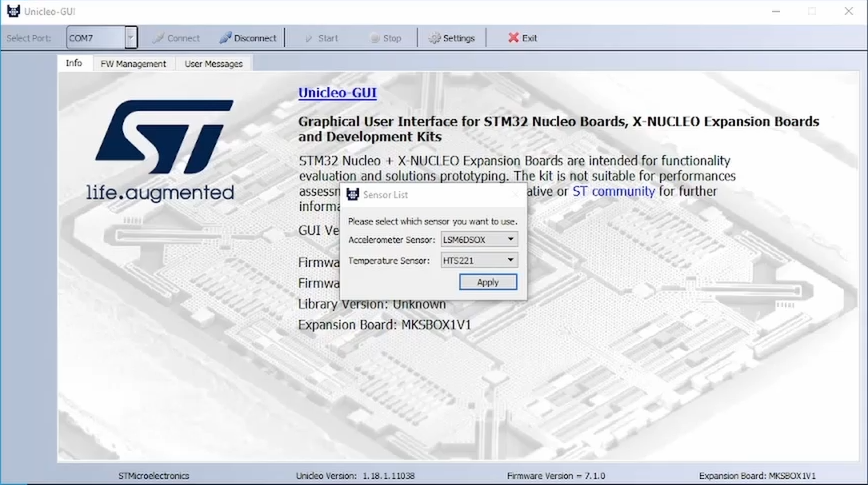 Unicleo-GUI
Select Port: COM7 Connect Disconnect Start Stop Settings Exit
Info FW Management User Messages
ST
life.augmented
Unicleo-GUI
Graphical User Interface for STM32 Nucleo Boards, X-NUCLEO Expansion Boards
and Development Kits
STM32 Nucleo + X-NUCLEO Expansion Boards are intended for functionality
evaluation and solutions prototyping. The kit is not suitable for performances
assessm ative or ST community for further
informa
GUI Ve
Firmwa
Firmwa
Library Version: Unknown
Expansion Board: MKSBOX1V1
Sensor List
Please select which sensor you want to use.
Accelerometer Sensor: LSM6DSOX
Temperature Sensor: HTS221
Apply
STMicroelectronics Unicleo Version: 1.18.1.11038 Firmware Version = 7.1.0 Expansion Board: MKSBOX1V1